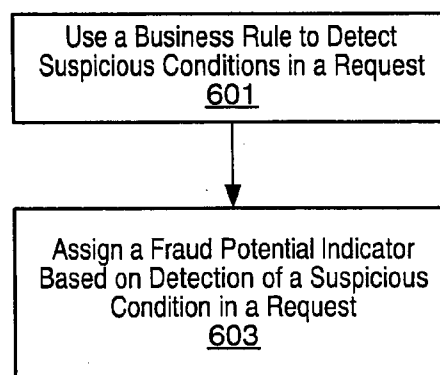 Use a Business Rule to Detect
Suspicious Conditions in a Request
601
Assign a Fraud Potential Indicator
Based on Detection of a Suspicious
Condition in a Request
603